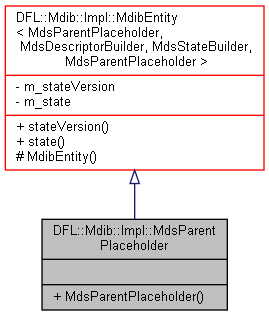 DFL::Mdib::Impl::MdibEntity
< MdsParentPlaceholder,
MdsDescriptorBuilder, MdsStateBuilder,
MdsParentPlaceholder >
- m_stateVersion
- m_state
+ stateVersion()
+ state()
# MdibEntity()
DFL::Mdib::Impl::MdsParent
Placeholder
+ MdsParentPlaceholder()